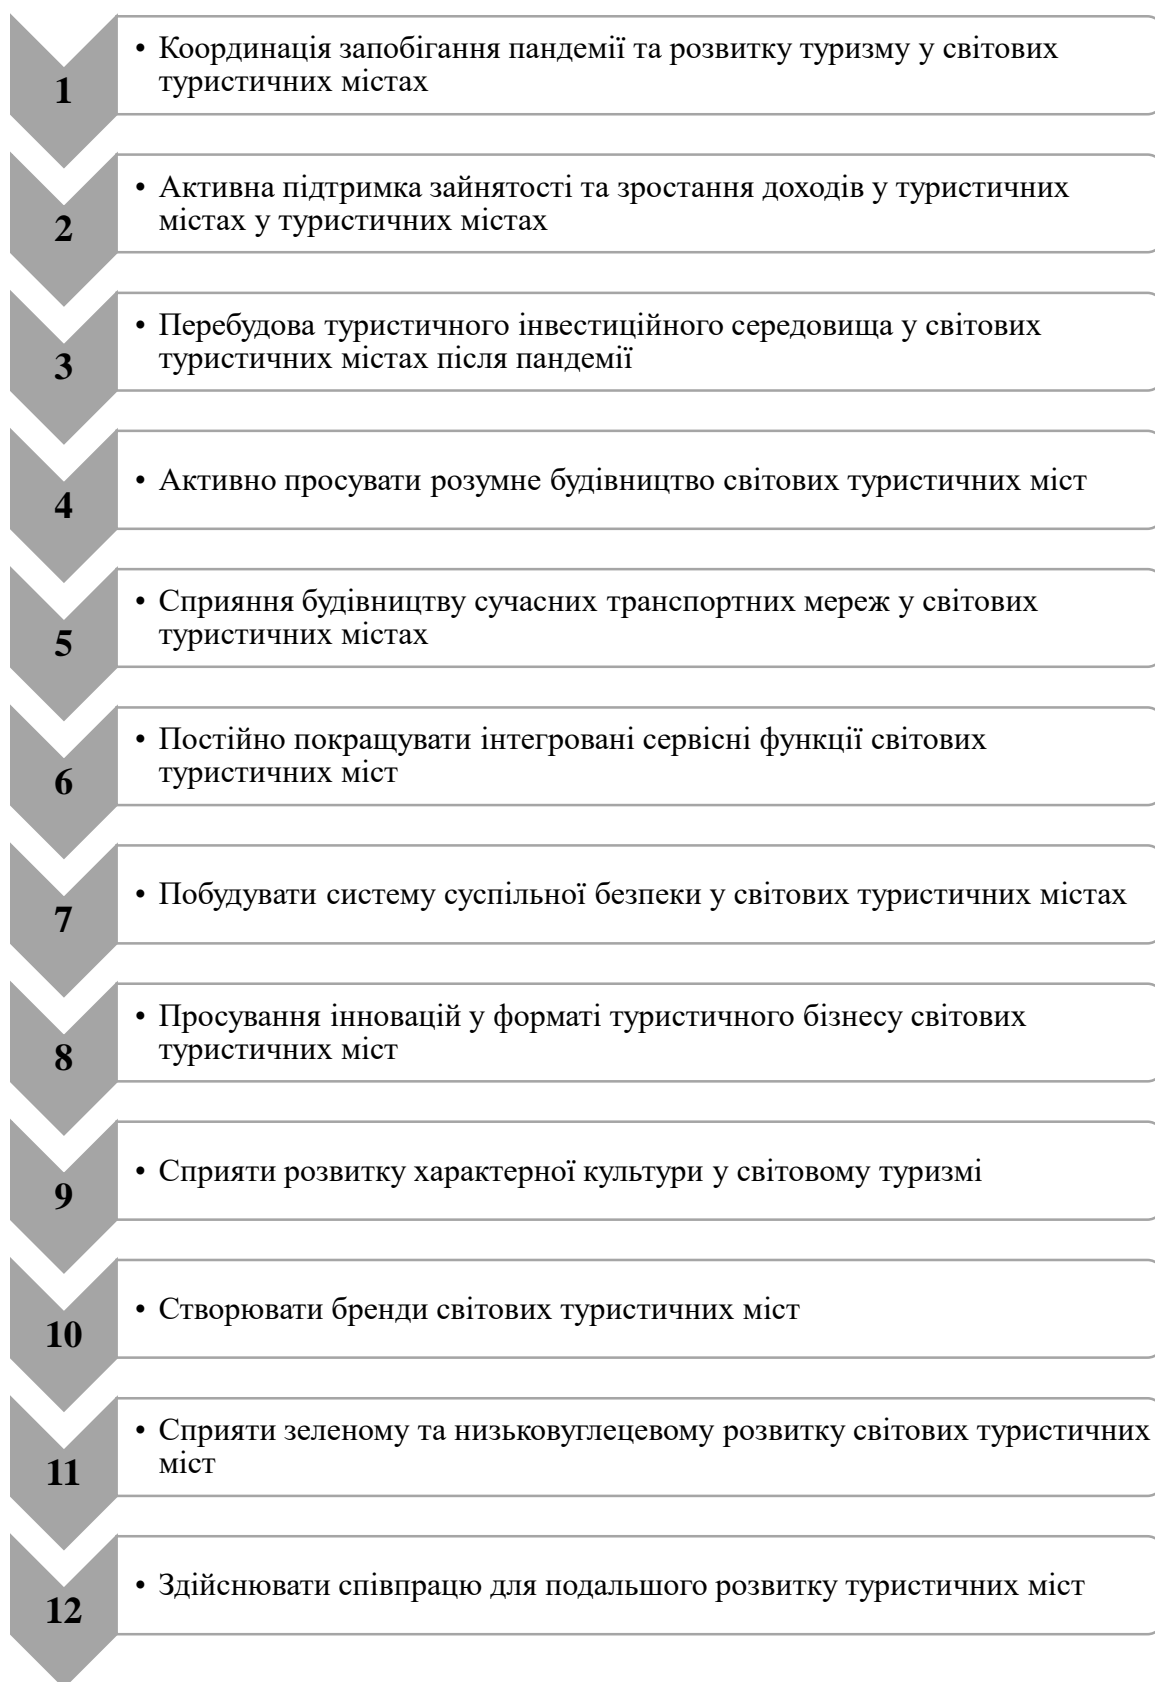 1
• Координація запобігання пандемії та розвитку туризму у світових
туристичних містах
2
• Активна підтримка зайнятості та зростання доходів у туристичних
містах у туристичних містах
3
• Перебудова туристичного інвестиційного середовища у світових
туристичних містах після пандемії
4
• Активно просувати розумне будівництво світових туристичних міст
5
• Сприяння будівництву сучасних транспортних мереж у світових
туристичних містах
6
• Постійно покращувати інтегровані сервісні функції світових
туристичних міст
7
• Побудувати систему суспільної безпеки у світових туристичних містах
8
• Просування інновацій у форматі туристичного бізнесу світових
туристичних міст
9
• Сприяти розвитку характерної культури у світовому туризмі
10
• Створювати бренди світових туристичних міст
11
• Сприяти зеленому та низьковуглецевому розвитку світових туристичних
міст
12
• Здійснювати співпрацю для подальшого розвитку туристичних міст